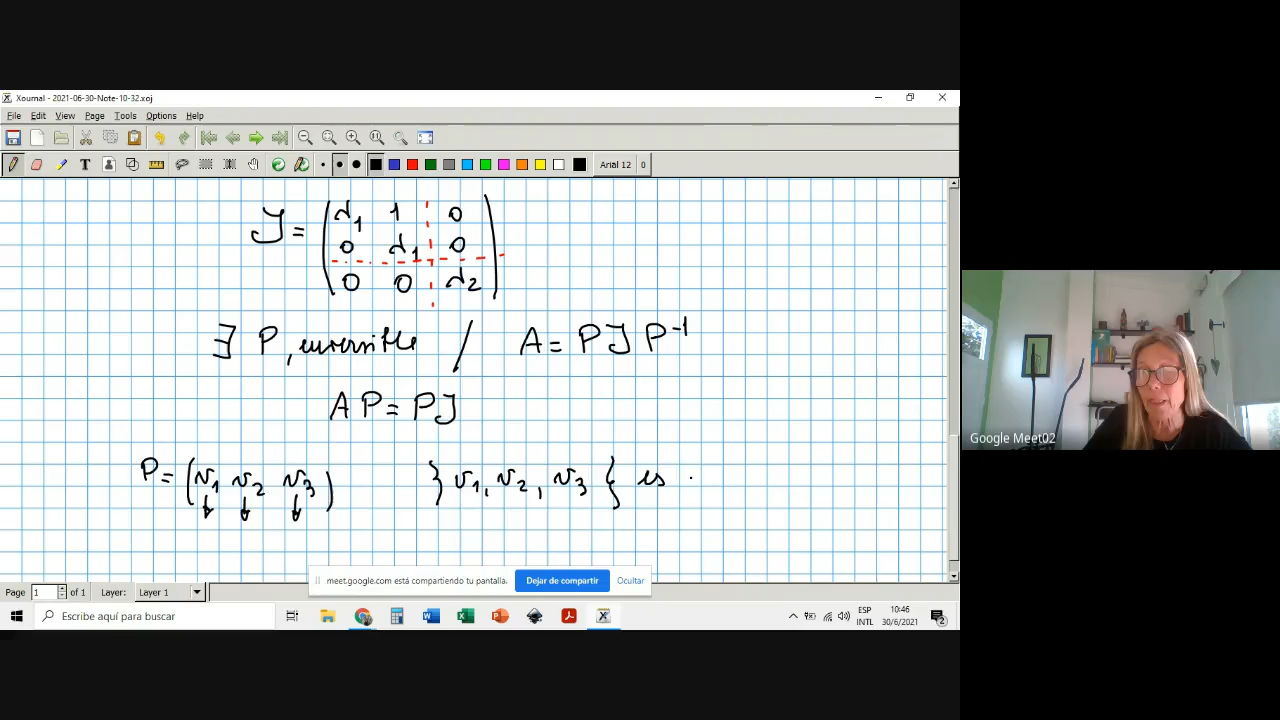 Xournal - 2021-06-30-Note-10-32.xoj
File Edit View Page Tools Options Help
Arial 12 0
J = ( λ1 1 0
0 λ1 0
0 0 λ2 )
∃ P, inversible / A = P J P⁻¹
A P = P J
P = ( v1 v2 v3 ) } v1, v2, v3 { es
meet.google.com está compartiendo tu pantalla. Dejar de compartir Ocultar
Page 1 of 1 Layer: Layer 1
Escribe aquí para buscar
ESP
INTL
10:46
30/6/2021
2
Google Meet02